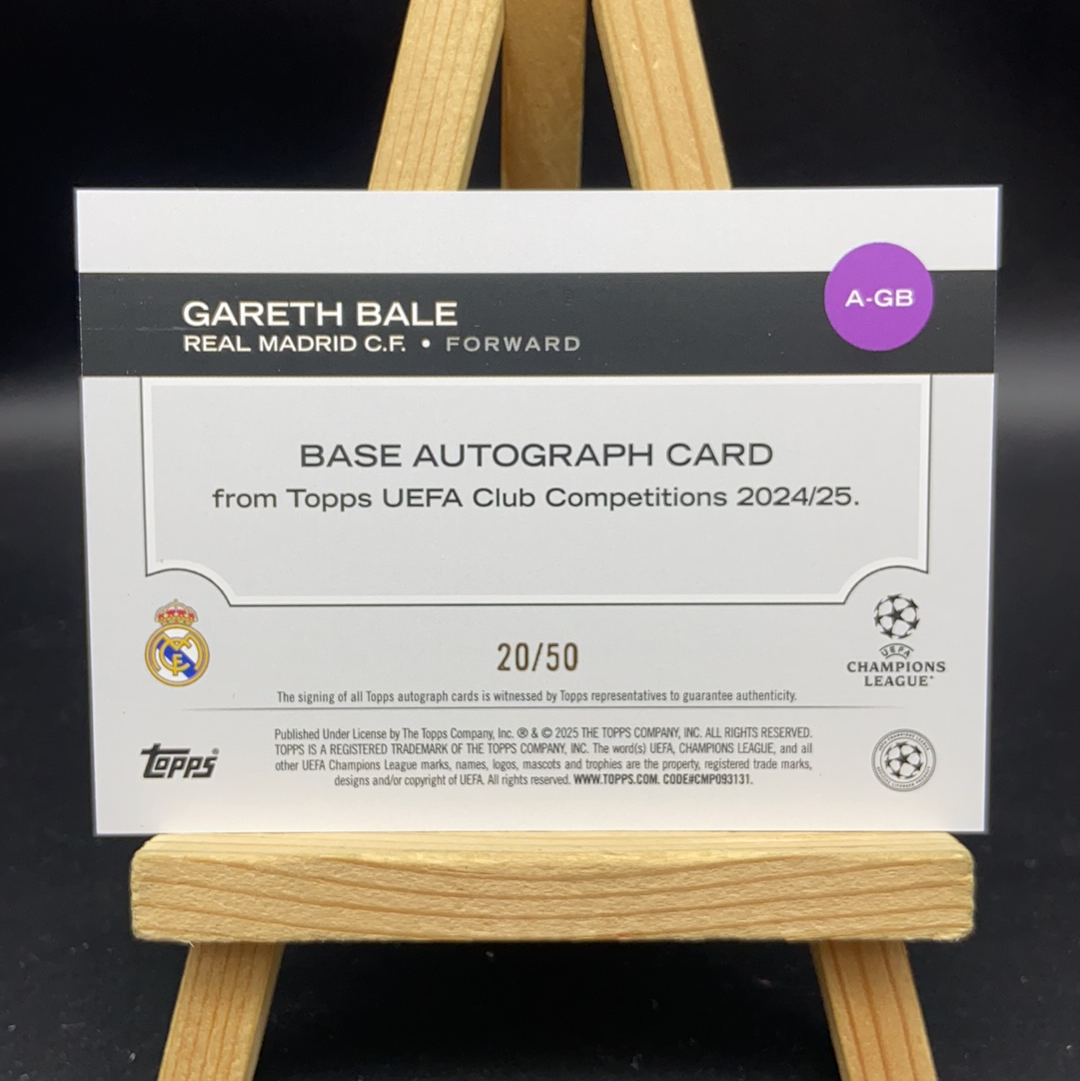 GARETH BALE
REAL MADRID C.F. • FORWARD
A-GB
BASE AUTOGRAPH CARD
from Topps UEFA Club Competitions 2024/25.
20/50
UEFA
CHAMPIONS
LEAGUE®
The signing of all Topps autograph cards is witnessed by Topps representatives to guarantee authenticity.
topps®
Published Under License by The Topps Company, Inc. ® & © 2025 THE TOPPS COMPANY, INC. ALL RIGHTS RESERVED.
TOPPS IS A REGISTERED TRADEMARK OF THE TOPPS COMPANY, INC. The word(s) UEFA, CHAMPIONS LEAGUE, and all
other UEFA Champions League marks, names, logos, mascots and trophies are the property, registered trade marks,
designs and/or copyright of UEFA. All rights reserved. WWW.TOPPS.COM. CODE#CMP093131.